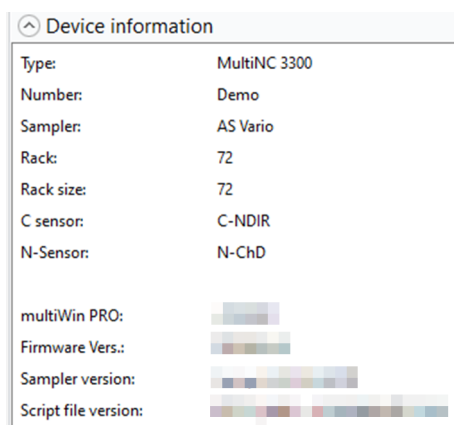 Device information
Type: MultiNC 3300
Number: Demo
Sampler: AS Vario
Rack: 72
Rack size: 72
C sensor: C-NDIR
N-Sensor: N-ChD
multiWin PRO:
Firmware Vers.:
Sampler version:
Script file version: